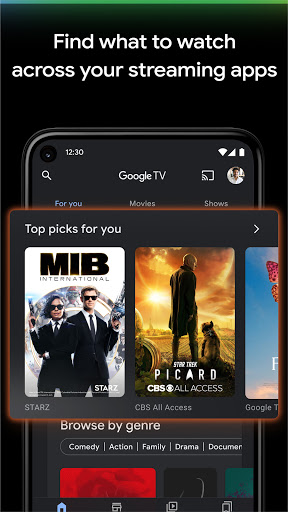 Find what to watch
across your streaming apps
12:30
Google TV
For you
Movies
Shows
Top picks for you
MIB
INTERNATIONAL
STARZ
STAR TREK
PICARD
CBS ALL ACCESS
STARZ
CBS All Access
Google T
Browse by genre
Comedy
Action
Family
Drama
Documen